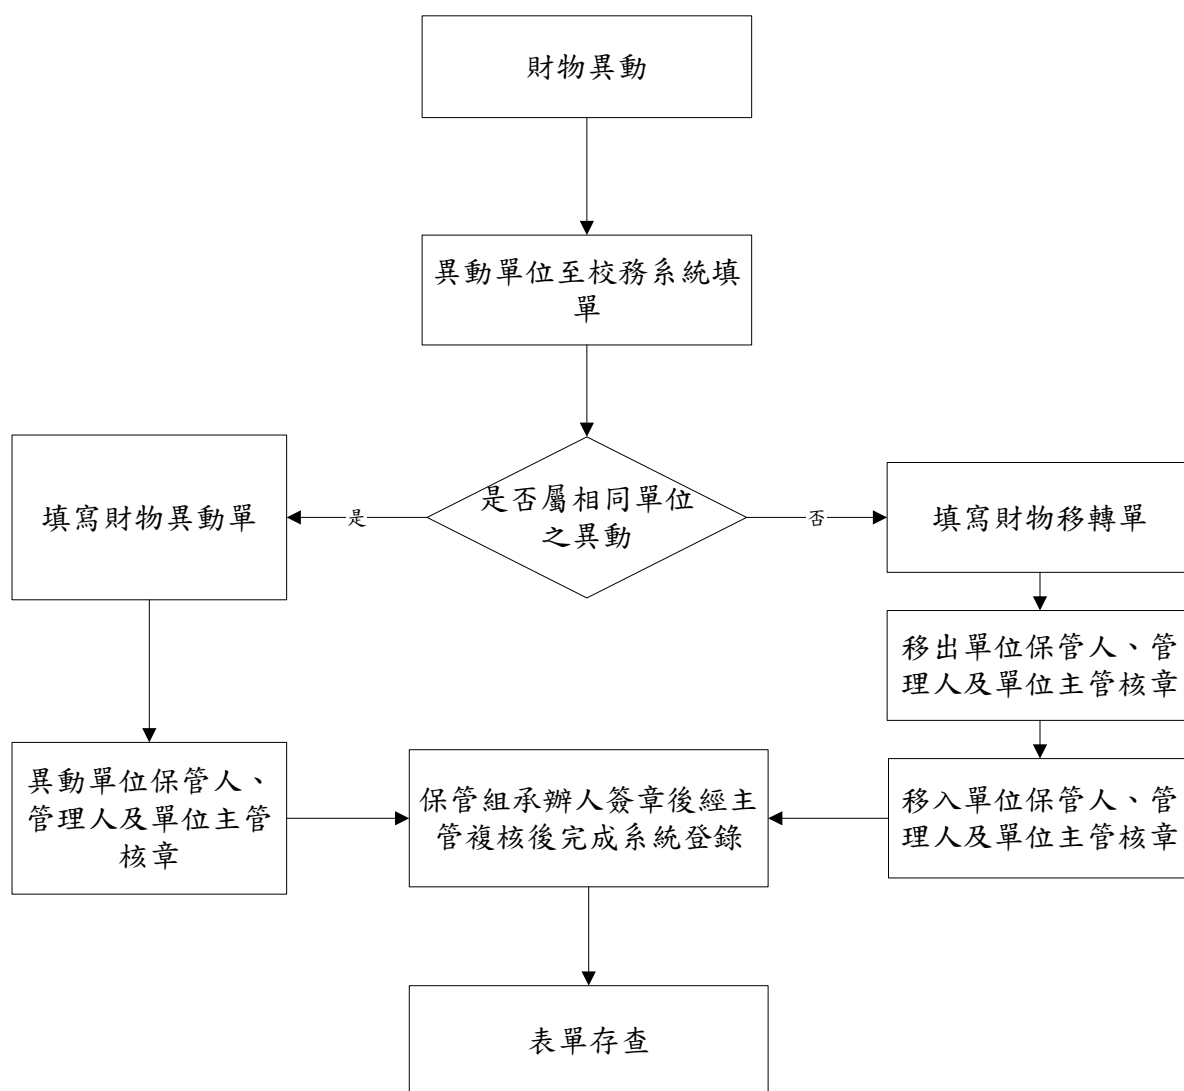 財物異動
異動單位至校務系統填
單
是否屬相同單位
之異動
是
否
填寫財物異動單
填寫財物移轉單
移出單位保管人、管
理人及單位主管核章
異動單位保管人、
管理人及單位主管
核章
保管組承辦人簽章後經主
管複核後完成系統登錄
移入單位保管人、管
理人及單位主管核章
表單存查